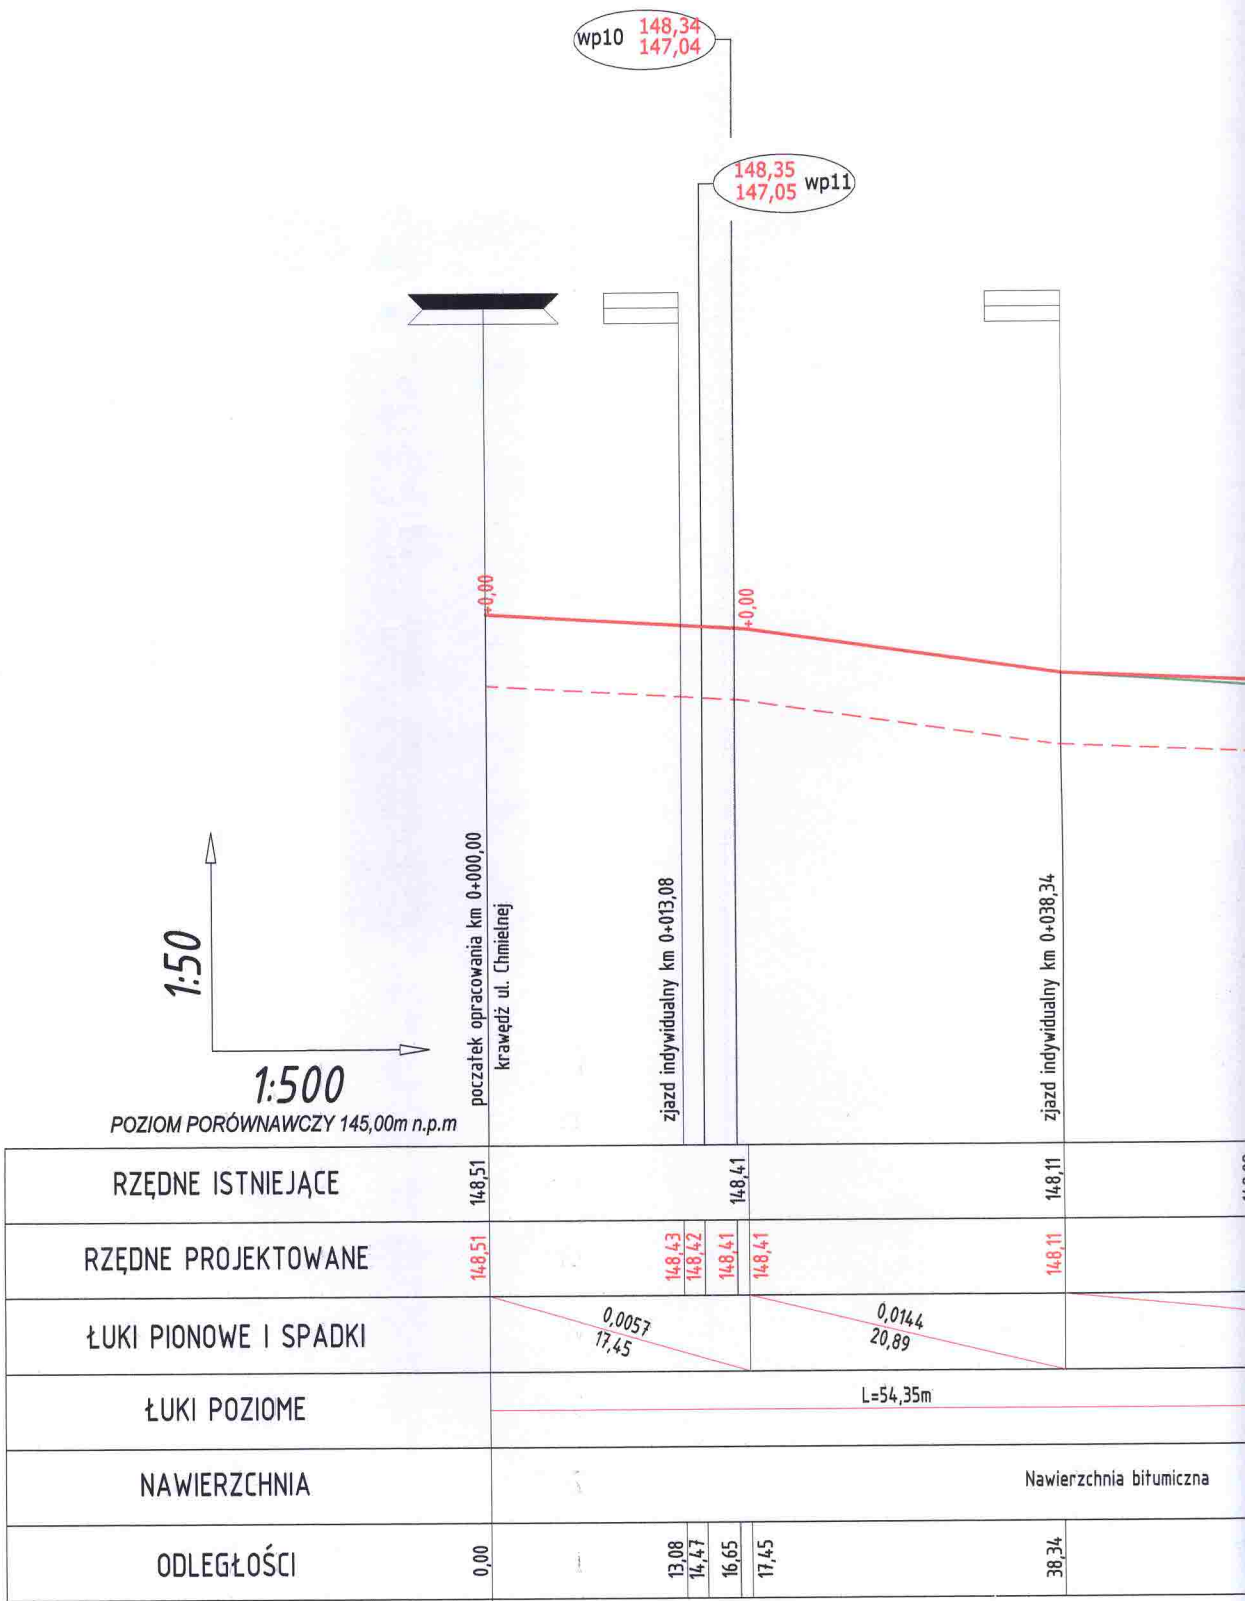 wp10 148,34
147,04
148,35
147,05 wp11
+0,00
+0,00
początek opracowania km 0+000,00
krawędź ul. Chmielnej
zjazd indywidualny km 0+013,08
zjazd indywidualny km 0+038,34
1:50
1:500
POZIOM PORÓWNAWCZY 145,00m n.p.m
RZĘDNE ISTNIEJĄCE 148,51 148,41 148,11
RZĘDNE PROJEKTOWANE 148,51 148,43 148,42 148,41 148,41 148,11
ŁUKI PIONOWE I SPADKI
0,0057
17,45
0,0144
20,89
ŁUKI POZIOME L=54,35m
NAWIERZCHNIA Nawierzchnia bitumiczna
ODLEGŁOŚCI 0,00 13,08 14,47 16,65 17,45 38,34